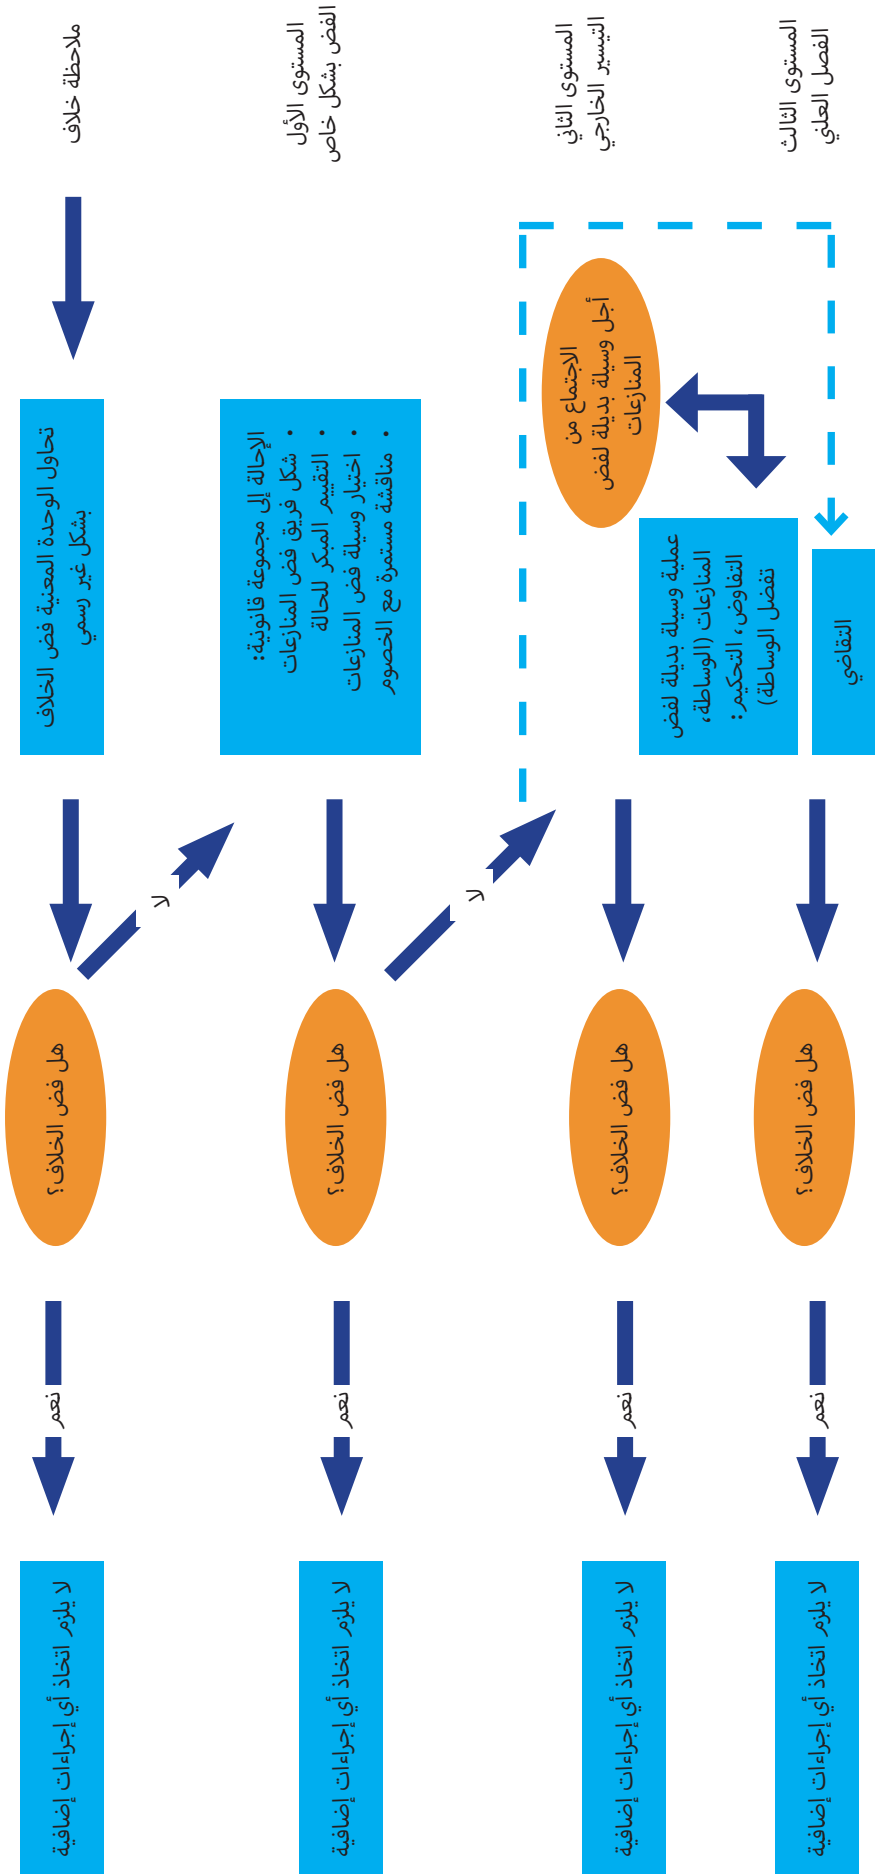 ملاحظة خلاف
تحاول الوحدة المعنية فض الخلاف
بشكل غير رسمي
لا
هل فض الخلاف؟
نعم
لا يلزم اتخاذ أي إجراءات إضافية
المستوى الأول
الفض بشكل خاص
الإحالة إلى مجموعة قانونية:
• شكل فريق فض المنازعات
• التقييم المبكر للحالة
• اختيار وسيلة فض المنازعات
• مناقشة مستمرة مع الخصوم
لا
هل فض الخلاف؟
نعم
لا يلزم اتخاذ أي إجراءات إضافية
المستوى الثاني
التيسير الخارجي
الاجتماع من
أجل وسيلة بديلة لفض
المنازعات
عملية وسيلة بديلة لفض
المنازعات (الوساطة،
التفاوض، التحكيم:
تفضل الوساطة)
هل فض الخلاف؟
نعم
لا يلزم اتخاذ أي إجراءات إضافية
المستوى الثالث
الفصل العلني
التقاضي
هل فض الخلاف؟
نعم
لا يلزم اتخاذ أي إجراءات إضافية